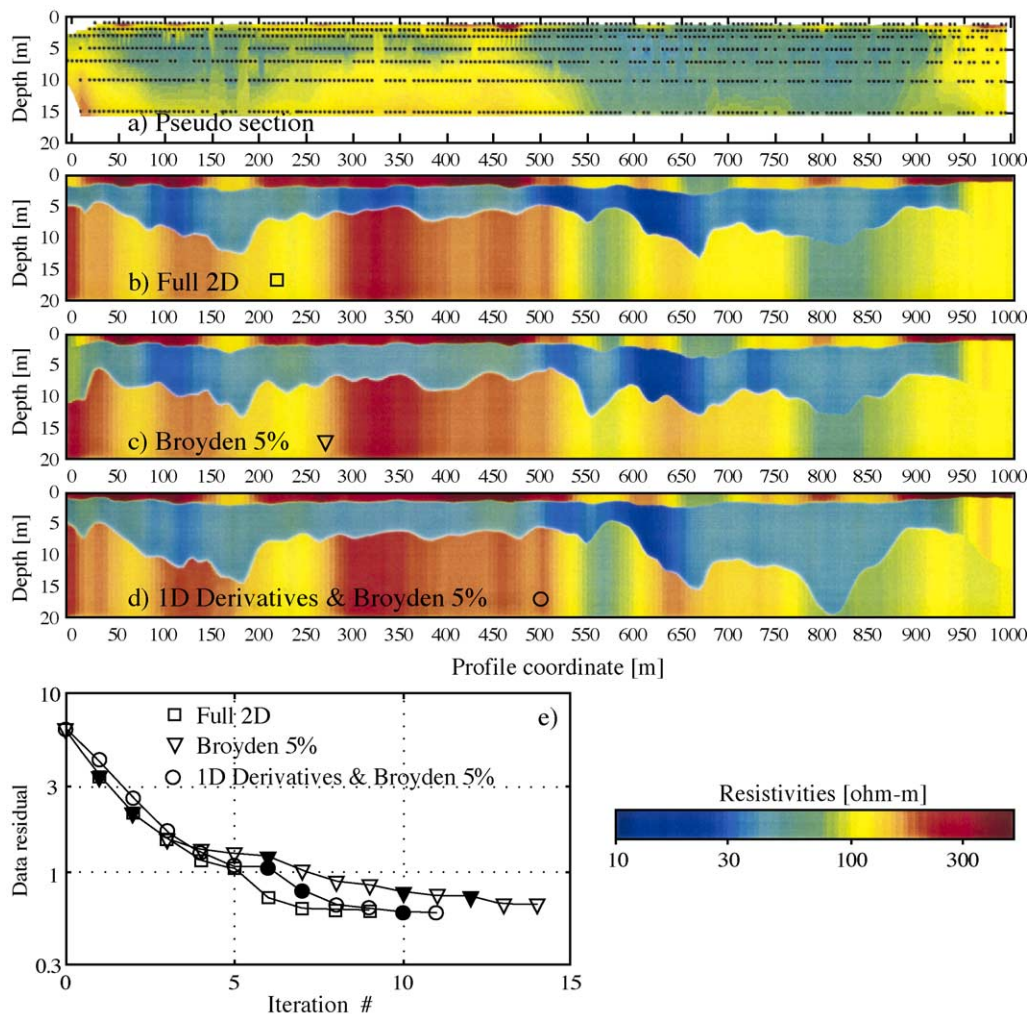 0
5
10
15
20
Depth [m]
a) Pseudo section
0 50 100 150 200 250 300 350 400 450 500 550 600 650 700 750 800 850 900 950 1000
0
5
10
15
20
Depth [m]
b) Full 2D
0 50 100 150 200 250 300 350 400 450 500 550 600 650 700 750 800 850 900 950 1000
0
5
10
15
20
Depth [m]
c) Broyden 5%
0 50 100 150 200 250 300 350 400 450 500 550 600 650 700 750 800 850 900 950 1000
0
5
10
15
20
Depth [m]
d) 1D Derivatives & Broyden 5%
0 50 100 150 200 250 300 350 400 450 500 550 600 650 700 750 800 850 900 950 1000
Profile coordinate [m]
10
3
1
0.3
Data residual
Full 2D
Broyden 5%
1D Derivatives & Broyden 5%
e)
0 5 10 15
Iteration #
Resistivities [ohm-m]
10 30 100 300